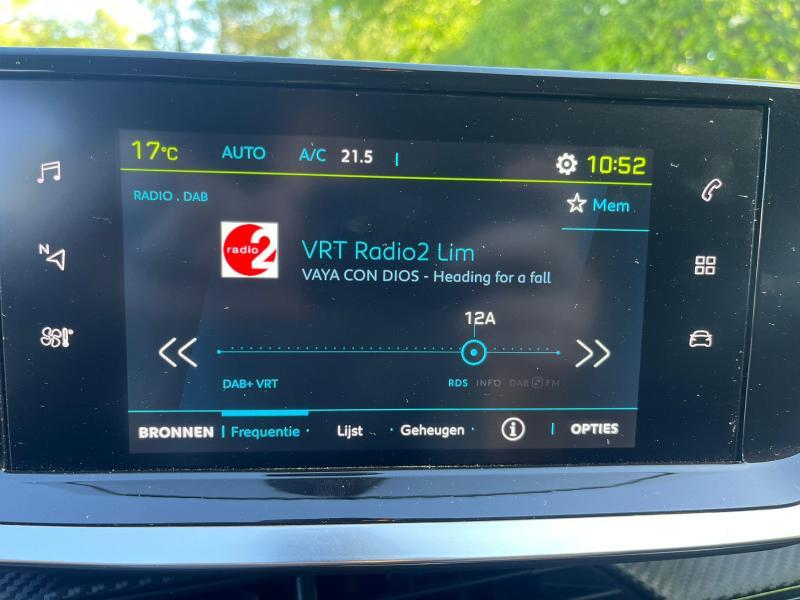 17°C AUTO A/C 21.5 10:52
RADIO . DAB
Mem
radio 2
VRT Radio2 Lim
VAYA CON DIOS - Heading for a fall
12A
DAB+ VRT RDS INFO DAB FM
BRONNEN Frequentie Lijst Geheugen i OPTIES
N